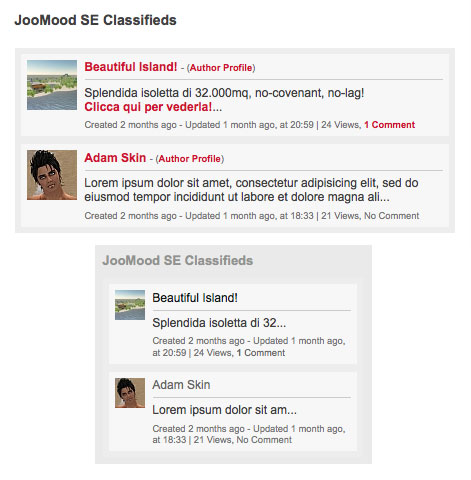 JooMood SE Classifieds
Beautiful Island! - (Author Profile)
Splendida isoletta di 32.000mq, no-covenant, no-lag!
Clicca qui per vederla!...
Created 2 months ago - Updated 1 month ago, at 20:59 | 24 Views, 1 Comment
Adam Skin - (Author Profile)
Lorem ipsum dolor sit amet, consectetur adipisicing elit, sed do
eiusmod tempor incididunt ut labore et dolore magna ali...
Created 2 months ago - Updated 1 month ago, at 18:33 | 21 Views, No Comment
JooMood SE Classifieds
Beautiful Island!
Splendida isoletta di 32...
Created 2 months ago - Updated 1 month ago,
at 20:59 | 24 Views, 1 Comment
Adam Skin
Lorem ipsum dolor sit am...
Created 2 months ago - Updated 1 month ago,
at 18:33 | 21 Views, No Comment